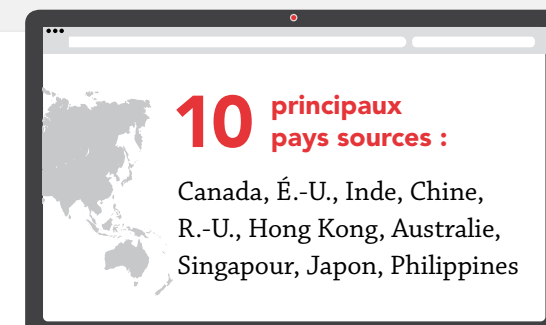 10 principaux
pays sources :
Canada, É.-U., Inde, Chine,
R.-U., Hong Kong, Australie,
Singapour, Japon, Philippines